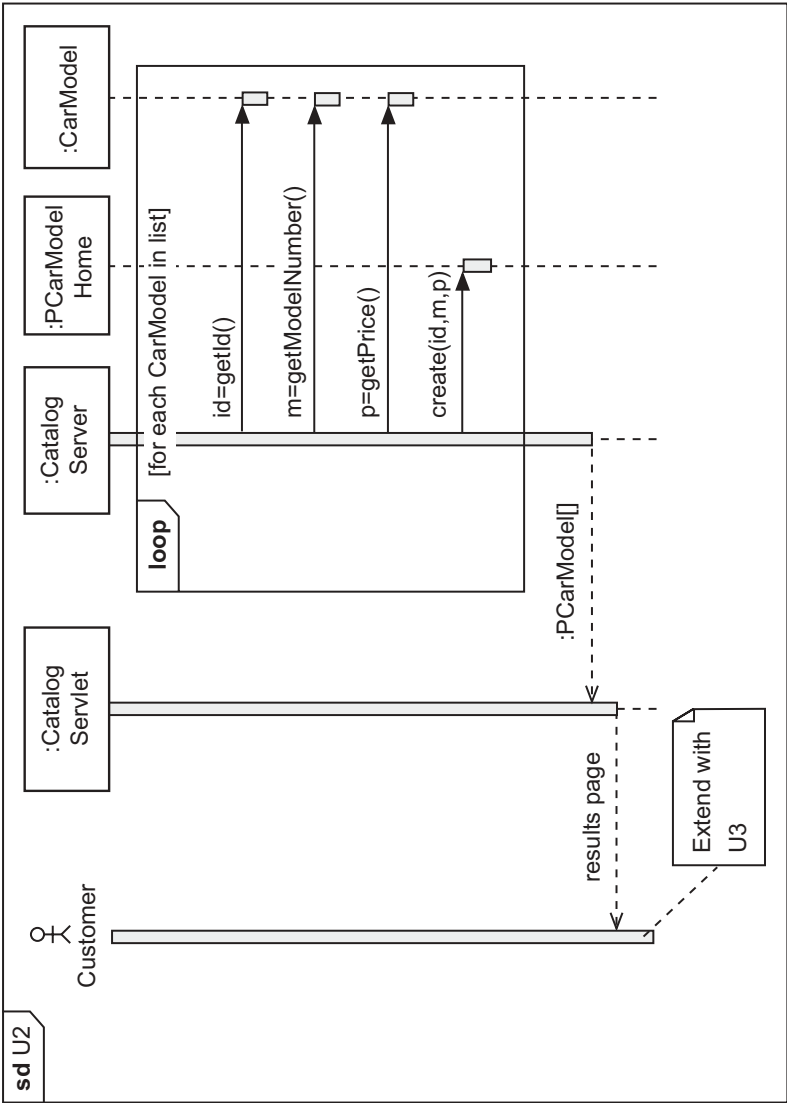 sd U2
Customer
:Catalog
Servlet
:Catalog
Server
:PCarModel
Home
:CarModel
loop
[for each CarModel in list]
id=getId()
m=getModelNumber()
p=getPrice()
create(id,m,p)
:PCarModel[]
results page
Extend with
U3